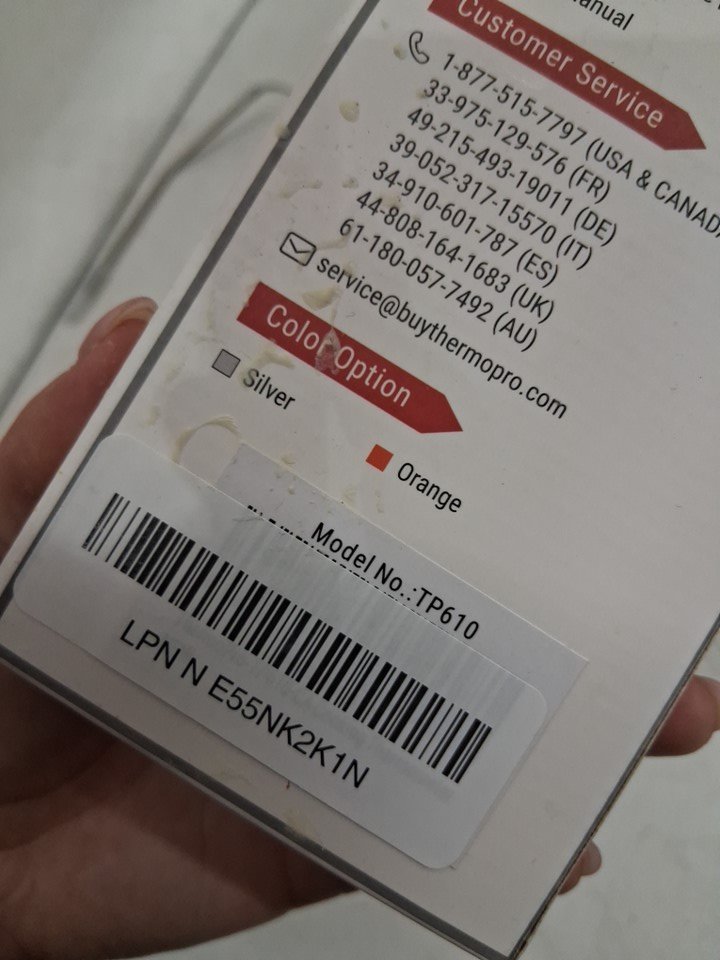 Manual
Customer Service
1-877-515-7797 (USA & CANADA
33-975-129-576 (FR)
49-215-493-19011 (DE)
39-052-317-15570 (IT)
34-910-601-787 (ES)
44-808-164-1683 (UK)
61-180-057-7492 (AU)
service@buythermopro.com
Color Option
Silver
Orange
Model No.:TP610
LPN N E55NK2K1N